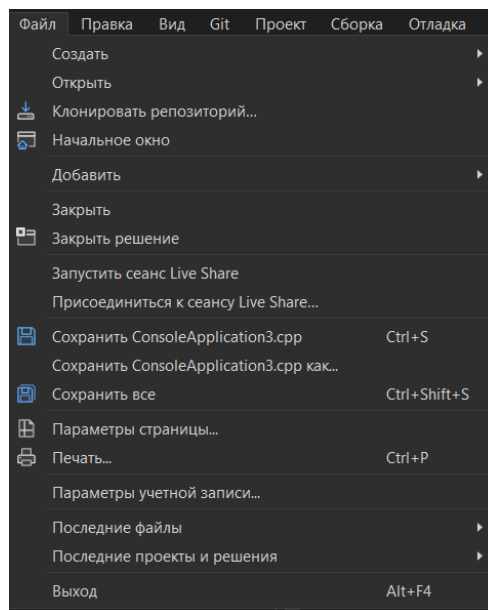 Файл Правка Вид Git Проект Сборка Отладка
Создать
Открыть
Клонировать репозиторий...
Начальное окно
Добавить
Закрыть
Закрыть решение
Запустить сеанс Live Share
Присоединиться к сеансу Live Share...
Сохранить ConsoleApplication3.cpp Ctrl+S
Сохранить ConsoleApplication3.cpp как...
Сохранить все Ctrl+Shift+S
Параметры страницы...
Печать... Ctrl+P
Параметры учетной записи...
Последние файлы
Последние проекты и решения
Выход Alt+F4